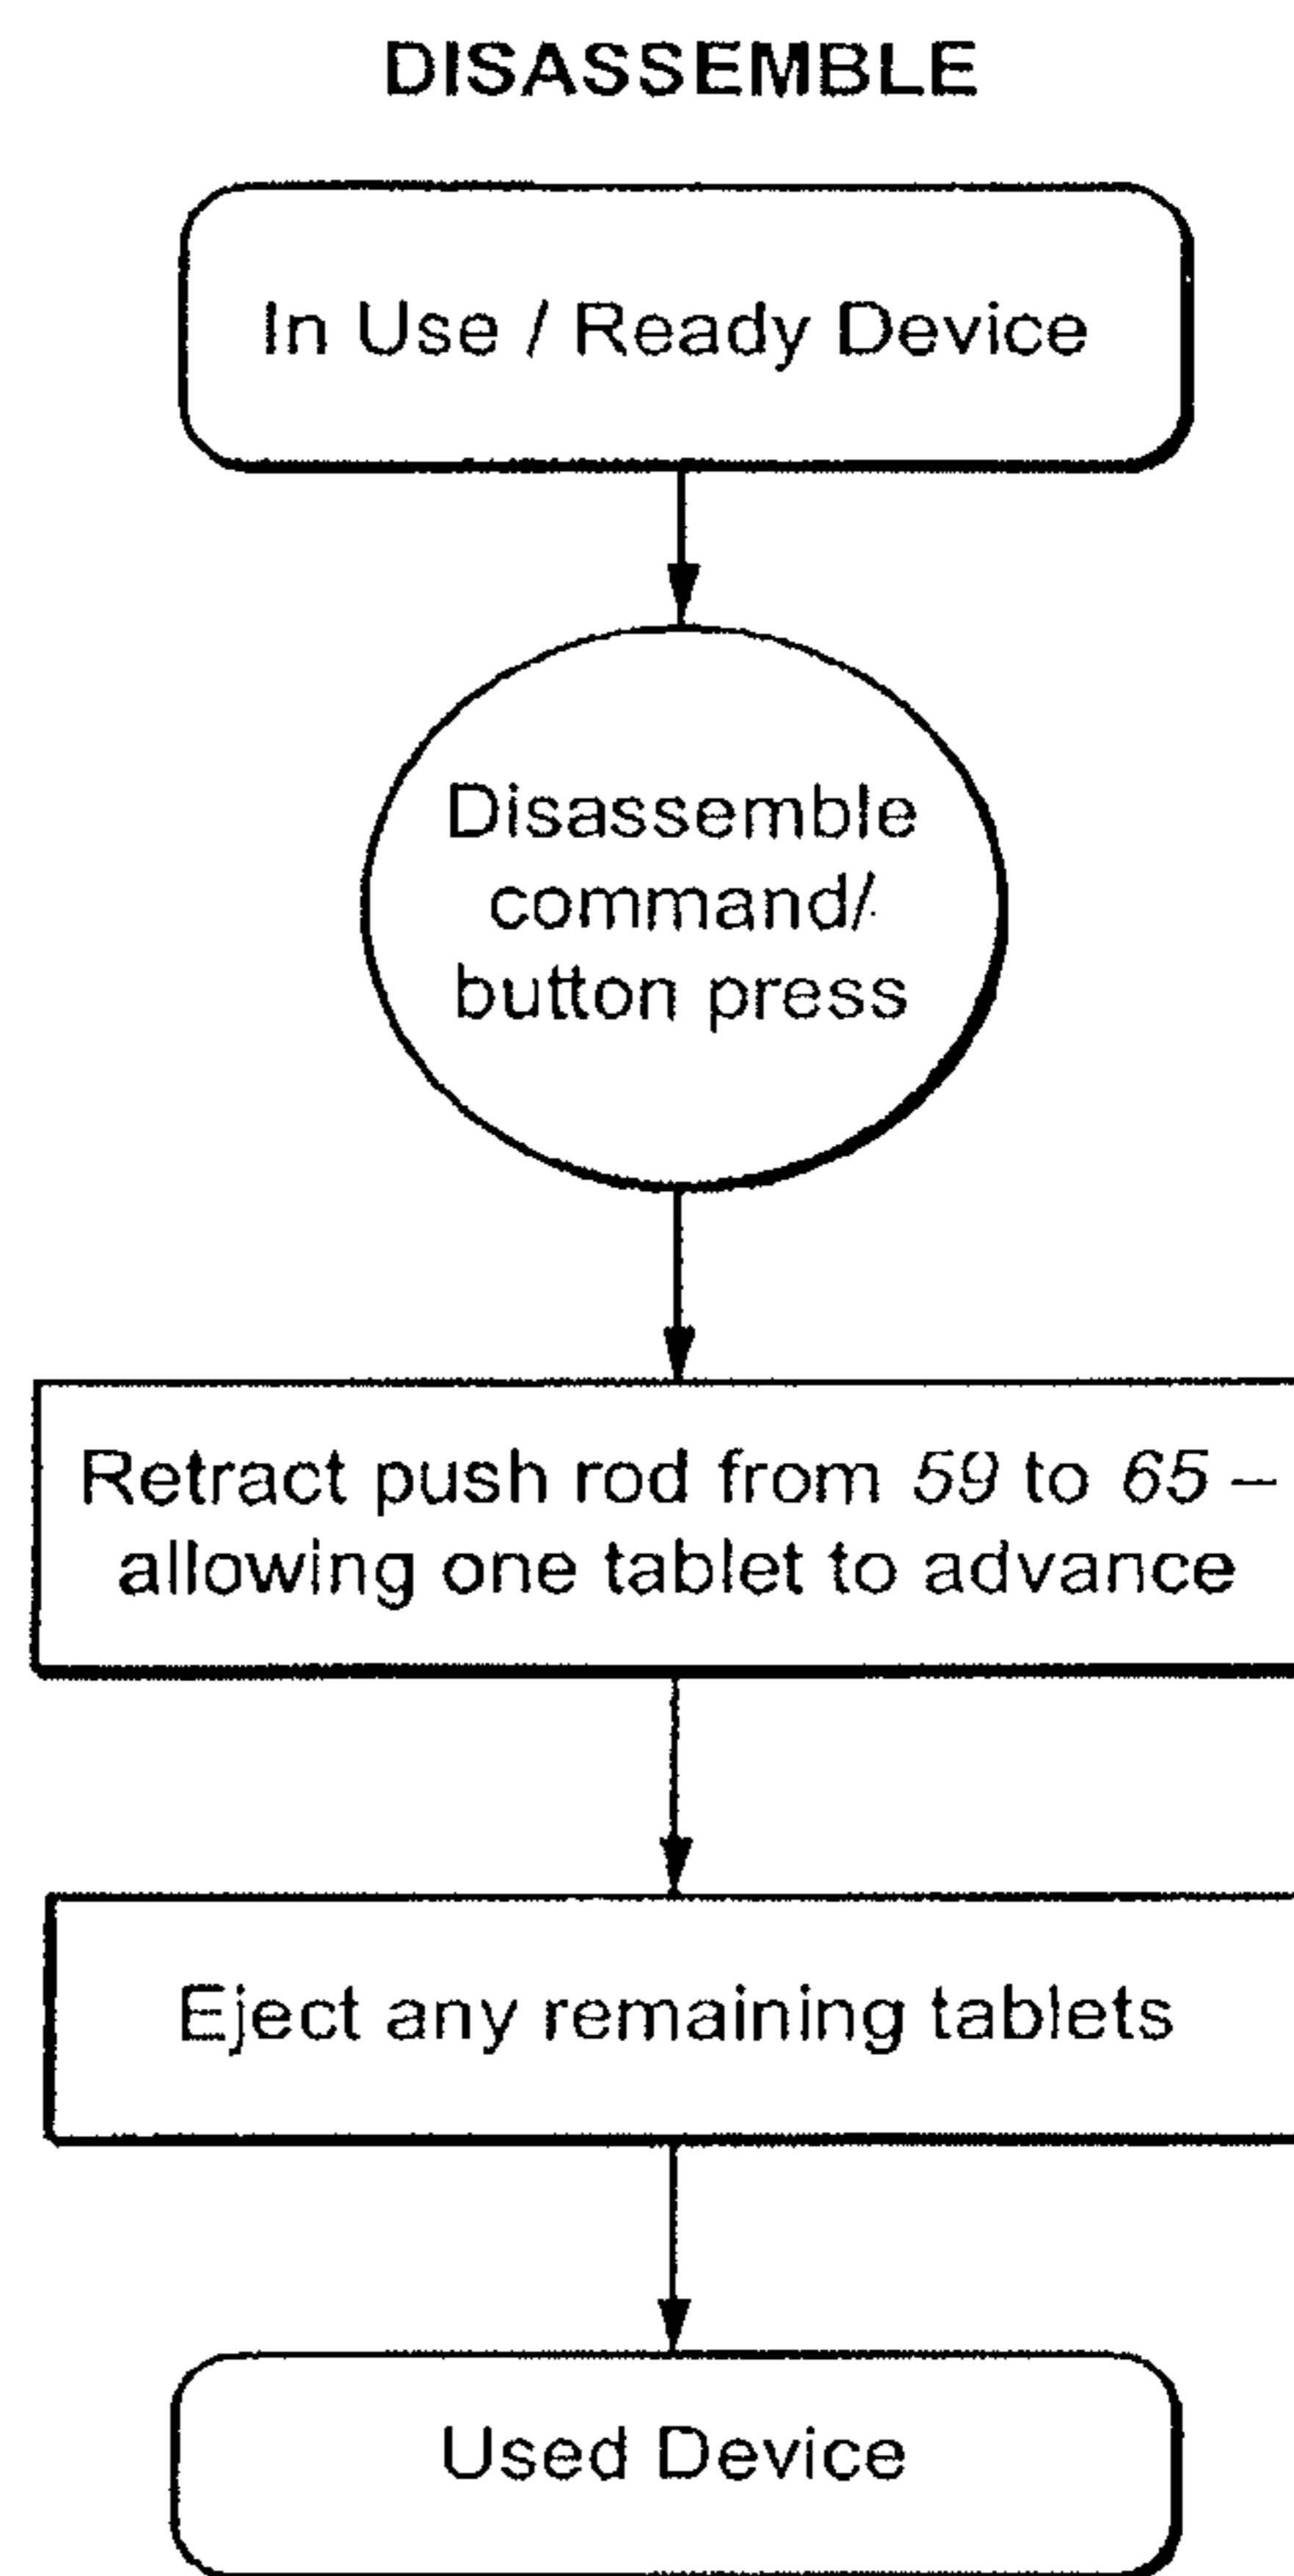 DISASSEMBLE
In Use / Ready Device
Disassemble
command/
button press
Retract push rod from 59 to 65 –
allowing one tablet to advance
Eject any remaining tablets
Used Device